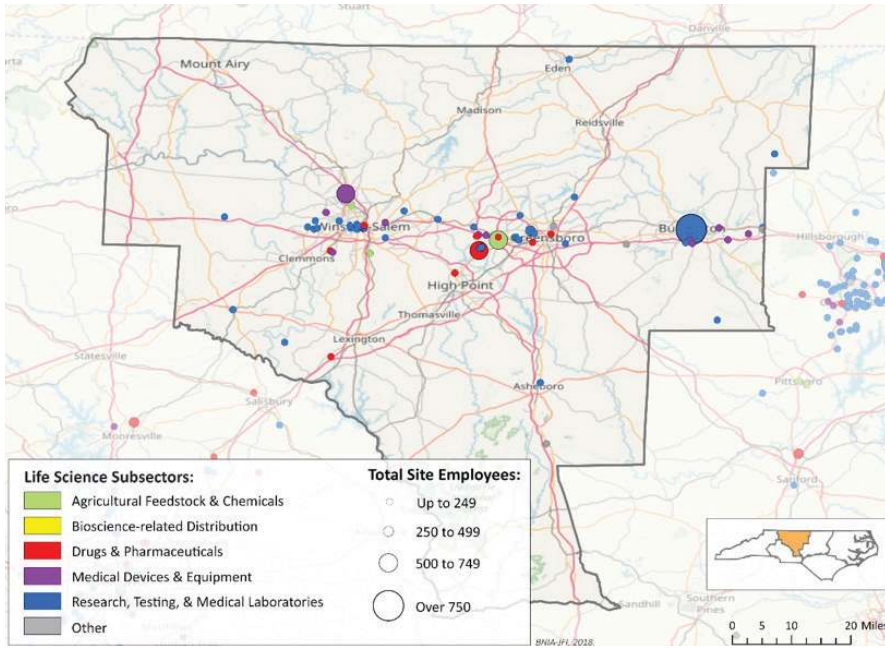 Stuart
Danville
Mount Airy
Eden
Madison
Reidsville
Winston-Salem
Greensboro
Bu
Hillsborough
Clemmons
High Point
Thomasville
Lexington
Statesville
Asheboro
Pittsboro
Salisbury
Mooresville
Sanford
Life Science Subsectors:
Agricultural Feedstock & Chemicals
Bioscience-related Distribution
Drugs & Pharmaceuticals
Medical Devices & Equipment
Research, Testing, & Medical Laboratories
Other
Total Site Employees:
Up to 249
250 to 499
500 to 749
Over 750
Sandhill
Southern
Pines
BNIA-JFI, 2018.
0 5 10 20 Miles